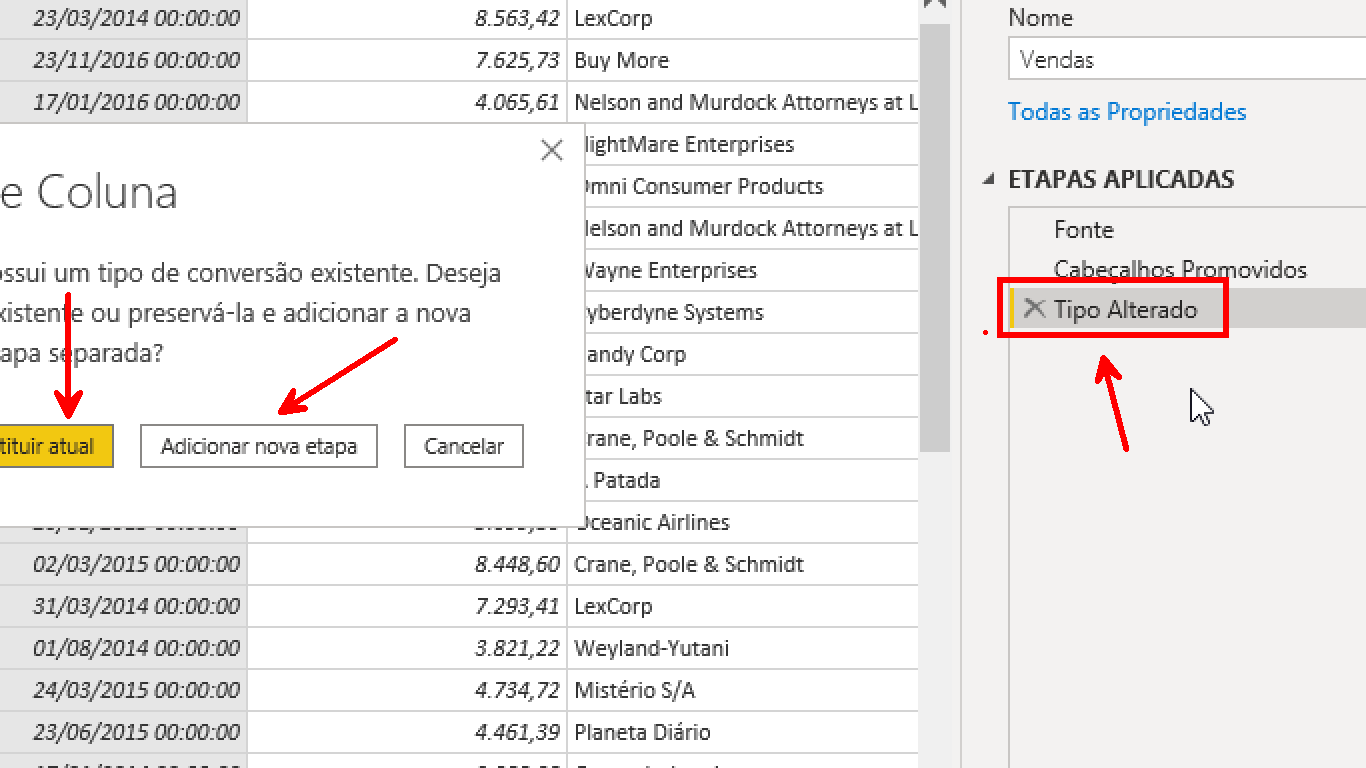 23/03/2014 00:00:00 8.563,42 LexCorp
23/11/2016 00:00:00 7.625,73 Buy More
17/01/2016 00:00:00 4.065,61 Nelson and Murdock Attorneys at L
lightMare Enterprises
Omni Consumer Products
Nelson and Murdock Attorneys at L
Wayne Enterprises
yberdyne Systems
andy Corp
tar Labs
rane, Poole & Schmidt
. Patada
Oceanic Airlines
02/03/2015 00:00:00 8.448,60 Crane, Poole & Schmidt
31/03/2014 00:00:00 7.293,41 LexCorp
01/08/2014 00:00:00 3.821,22 Weyland-Yutani
24/03/2015 00:00:00 4.734,72 Mistério S/A
23/06/2015 00:00:00 4.461,39 Planeta Diário
e Coluna
ossui um tipo de conversão existente. Deseja
xistente ou preservá-la e adicionar a nova
apa separada?
tituir atual
Adicionar nova etapa
Cancelar
Nome
Vendas
Todas as Propriedades
ETAPAS APLICADAS
Fonte
Cabeçalhos Promovidos
Tipo Alterado